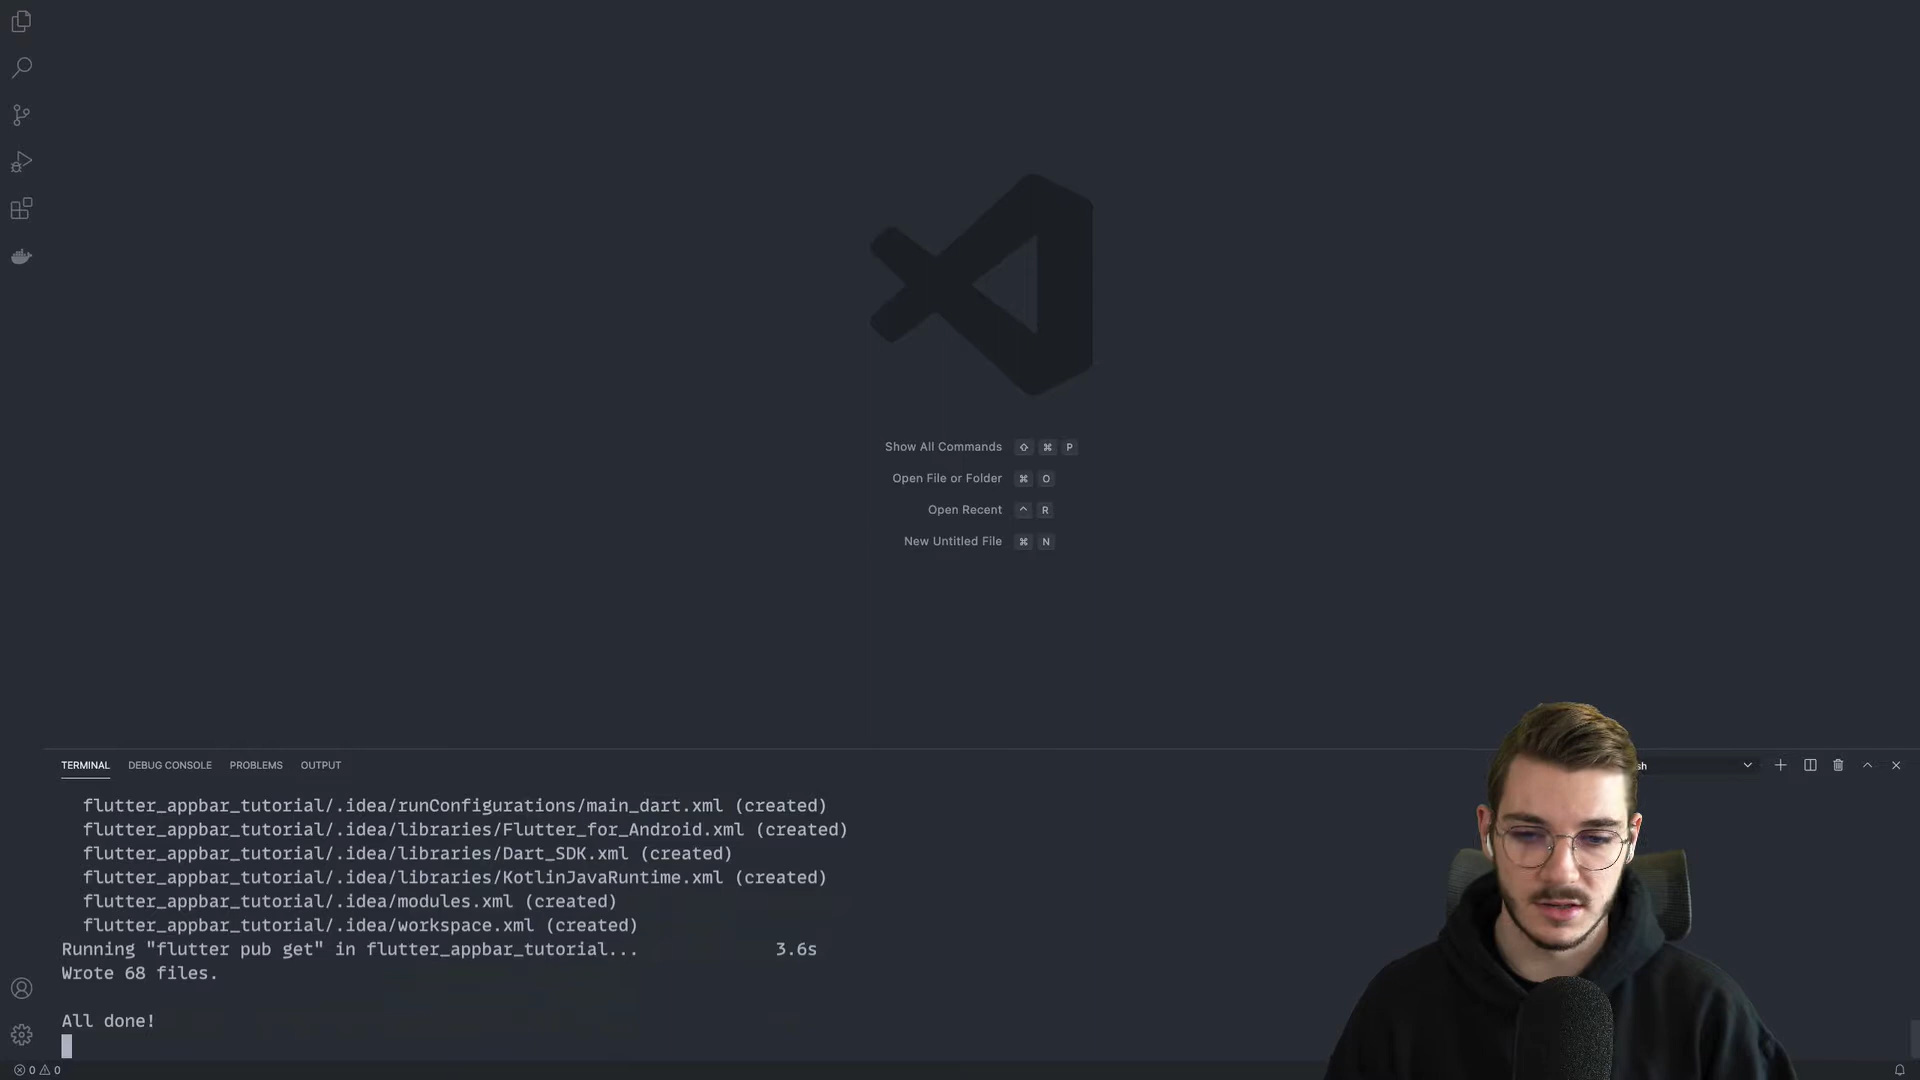 Show All Commands ⇧ ⌘ P
Open File or Folder ⌘ O
Open Recent ^ R
New Untitled File ⌘ N
TERMINAL DEBUG CONSOLE PROBLEMS OUTPUT
flutter_appbar_tutorial/.idea/runConfigurations/main_dart.xml (created)
flutter_appbar_tutorial/.idea/libraries/Flutter_for_Android.xml (created)
flutter_appbar_tutorial/.idea/libraries/Dart_SDK.xml (created)
flutter_appbar_tutorial/.idea/libraries/KotlinJavaRuntime.xml (created)
flutter_appbar_tutorial/.idea/modules.xml (created)
flutter_appbar_tutorial/.idea/workspace.xml (created)
Running "flutter pub get" in flutter_appbar_tutorial... 3.6s
Wrote 68 files.
All done!
0 0